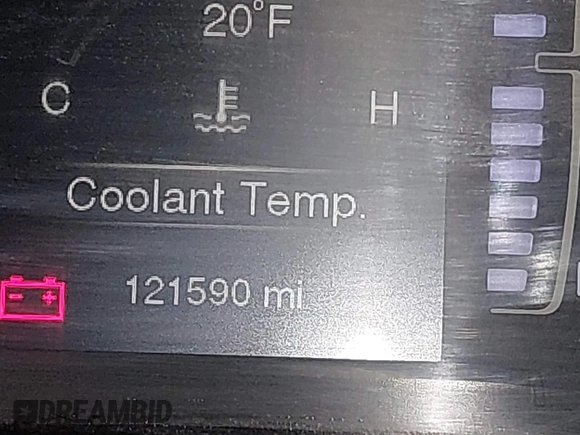 20°F
C H
Coolant Temp.
121590 mi
DREAMBID